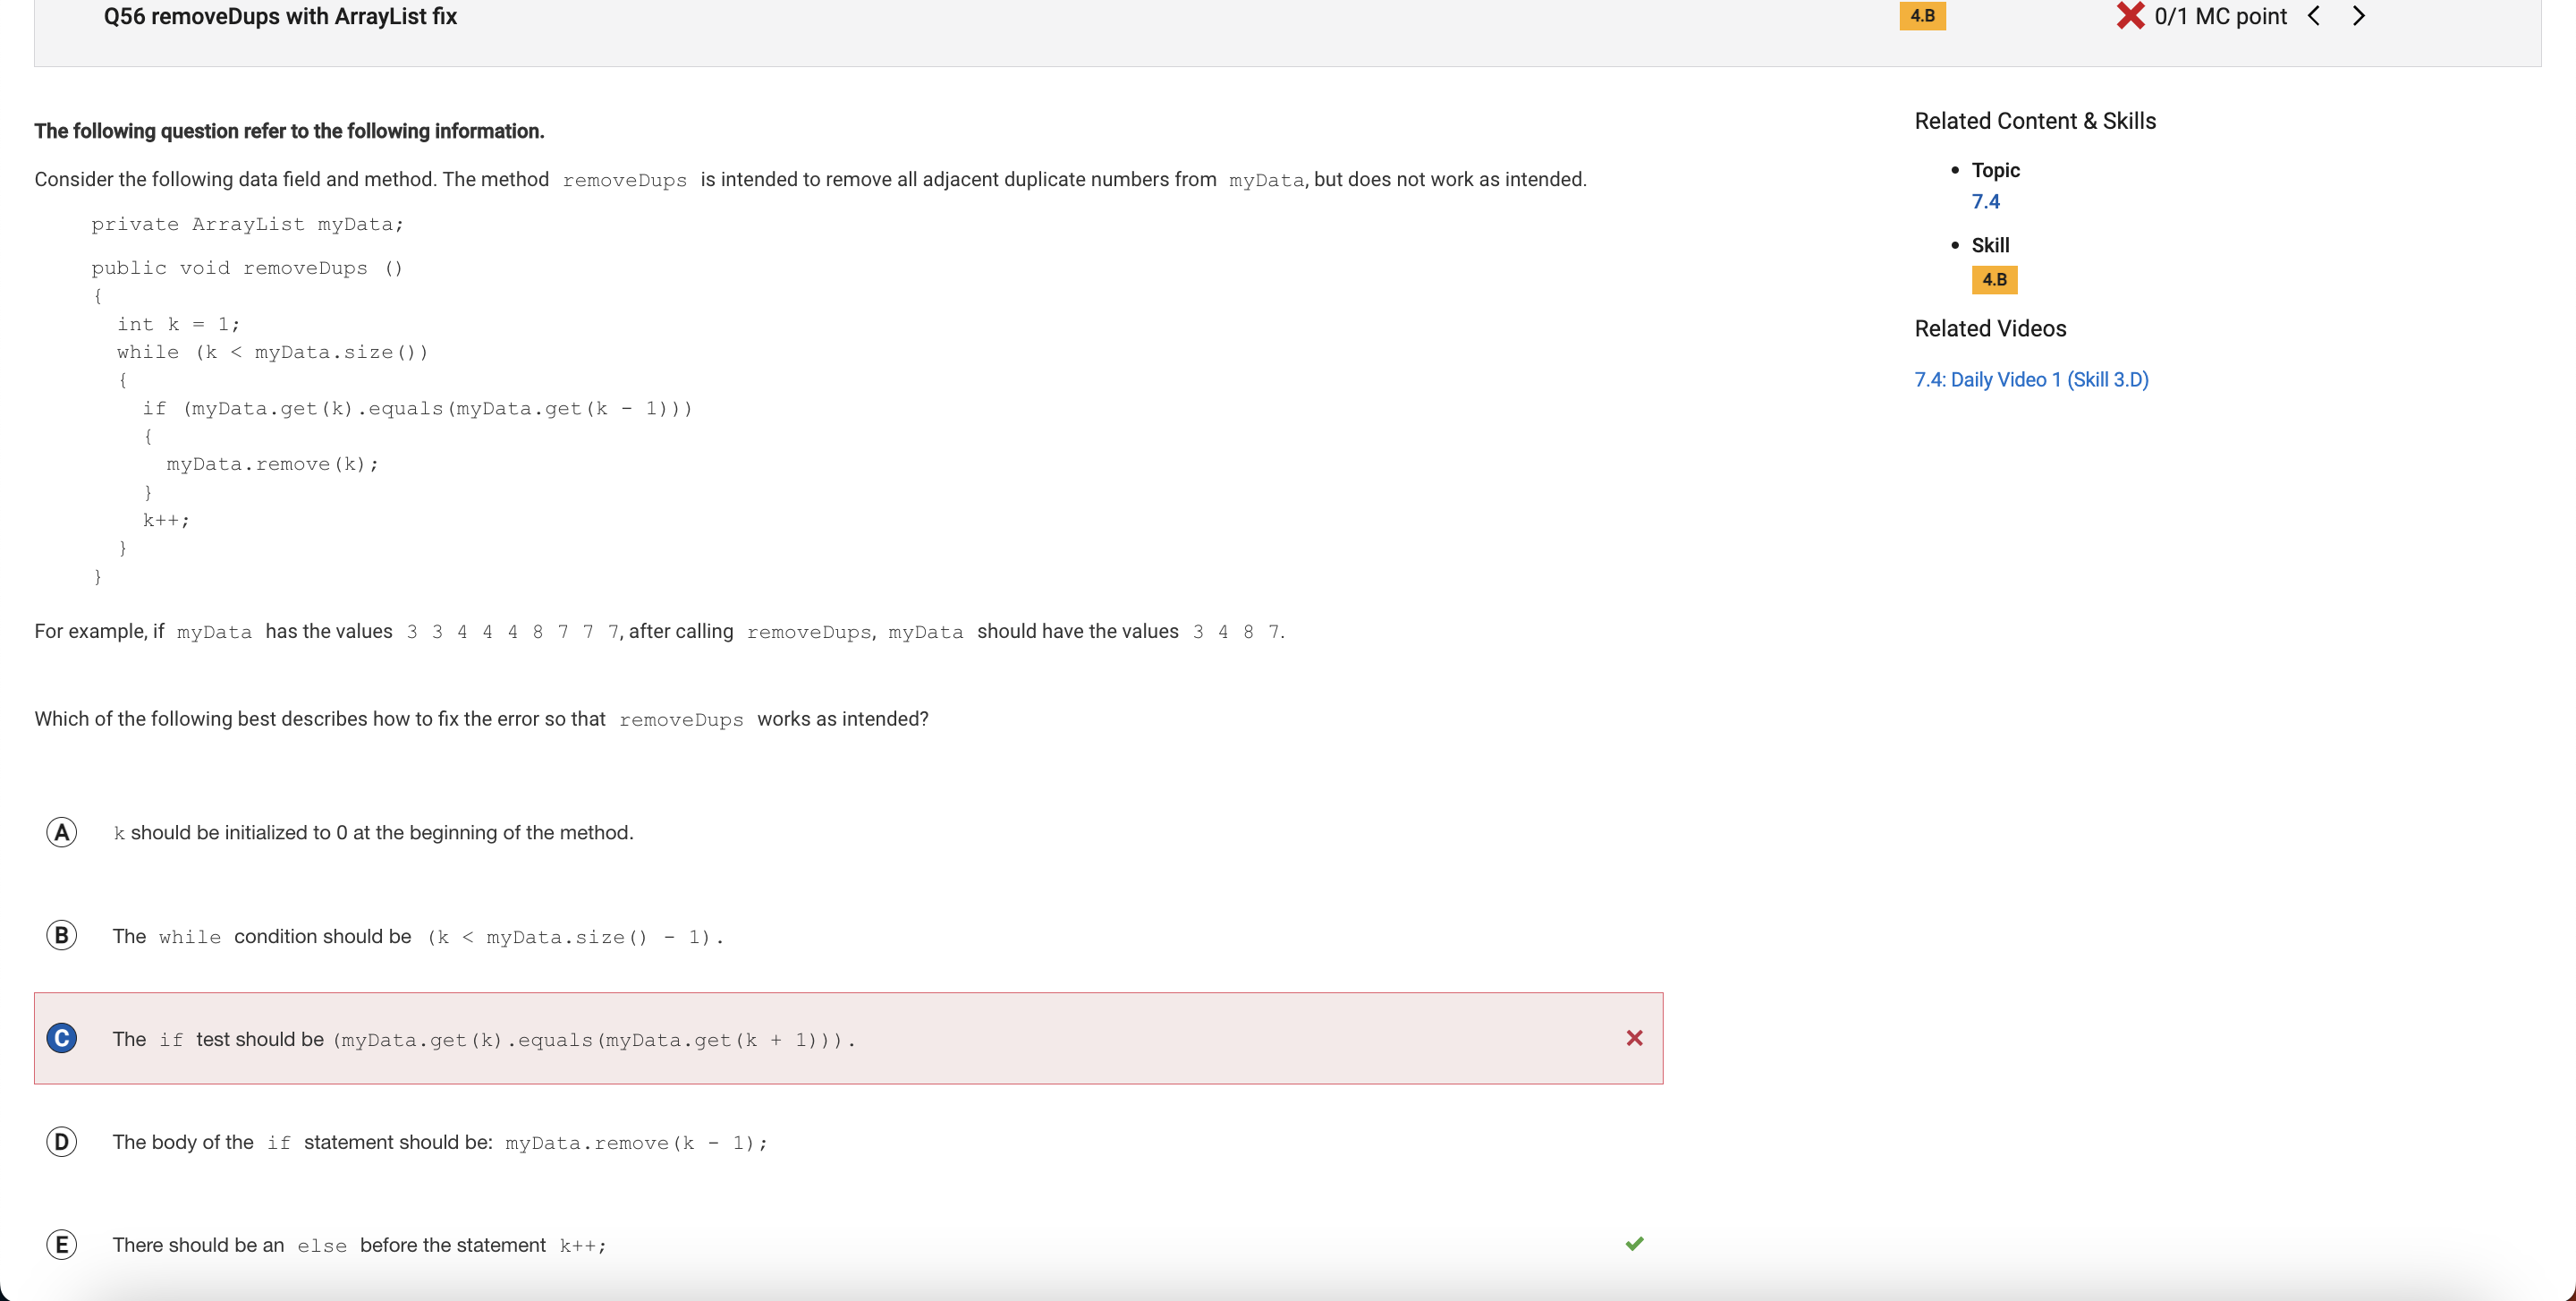 Q56 removeDups with ArrayList fix
4.B
0/1 MC point
The following question refer to the following information.
Consider the following data field and method. The method removeDups is intended to remove all adjacent duplicate numbers from myData, but does not work as intended.
private ArrayList myData;
public void removeDups ()
{
int k = 1;
while (k < myData.size())
{
if (myData.get(k).equals(myData.get(k - 1)))
{
myData.remove(k);
}
k++;
}
}
For example, if myData has the values 3 3 4 4 4 8 7 7 7, after calling removeDups, myData should have the values 3 4 8 7.
Which of the following best describes how to fix the error so that removeDups works as intended?
A k should be initialized to 0 at the beginning of the method.
B The while condition should be (k < myData.size() - 1).
C The if test should be (myData.get(k).equals(myData.get(k + 1))).
D The body of the if statement should be: myData.remove(k - 1);
E There should be an else before the statement k++;
Related Content & Skills
• Topic
7.4
• Skill
4.B
Related Videos
7.4: Daily Video 1 (Skill 3.D)